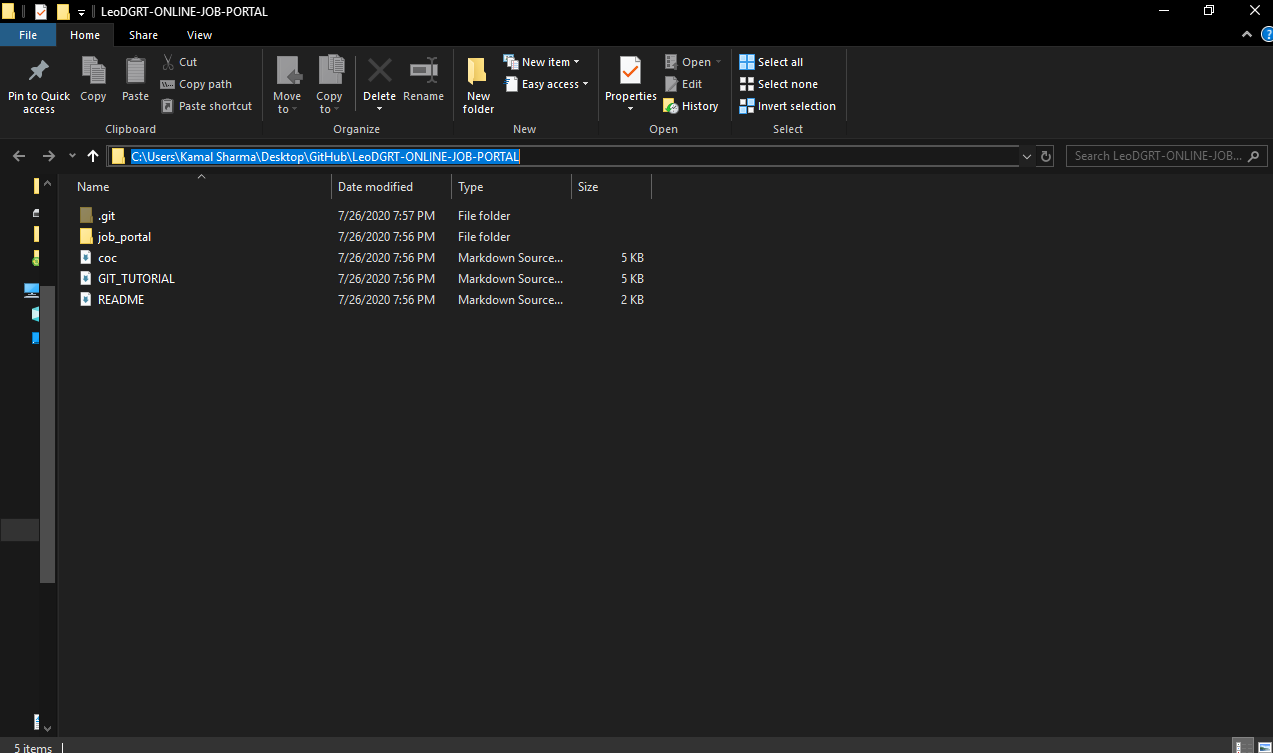 LeoDGRT-ONLINE-JOB-PORTAL
File Home Share View
Pin to Quick access
Copy
Paste
Cut
Copy path
Paste shortcut
Clipboard
Move to
Copy to
Delete
Rename
Organize
New folder
New item
Easy access
New
Properties
Open
Edit
History
Open
Select all
Select none
Invert selection
Select
C:\Users\Kamal Sharma\Desktop\GitHub\LeoDGRT-ONLINE-JOB-PORTAL
Search LeoDGRT-ONLINE-JOB...
Name Date modified Type Size
.git 7/26/2020 7:57 PM File folder
job_portal 7/26/2020 7:56 PM File folder
coc 7/26/2020 7:56 PM Markdown Source... 5 KB
GIT_TUTORIAL 7/26/2020 7:56 PM Markdown Source... 5 KB
README 7/26/2020 7:56 PM Markdown Source... 2 KB
5 items